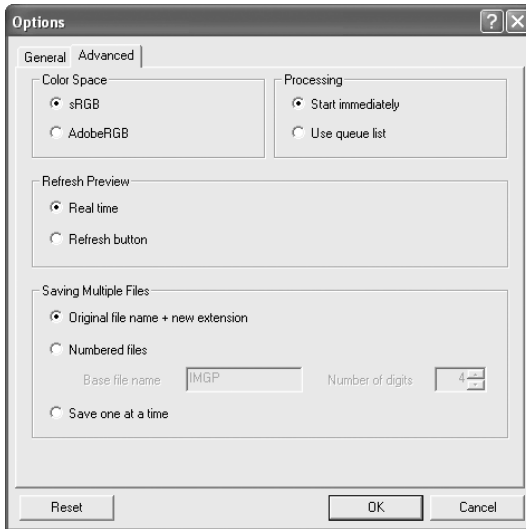 Options
General Advanced
Color Space
sRGB
AdobeRGB
Processing
Start immediately
Use queue list
Refresh Preview
Real time
Refresh button
Saving Multiple Files
Original file name + new extension
Numbered files
Base file name IMGP Number of digits 4
Save one at a time
Reset OK Cancel